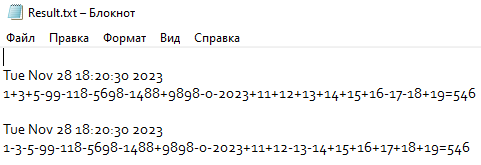 Result.txt – Блокнот
Файл Правка Формат Вид Справка
Tue Nov 28 18:20:30 2023
1+3+5-99-118-5698-1488+9898-0-2023+11+12+13+14+15+16-17-18+19=546
Tue Nov 28 18:20:30 2023
1-3-5-99-118-5698-1488+9898-0-2023+11+12-13-14+15+16+17+18+19=546